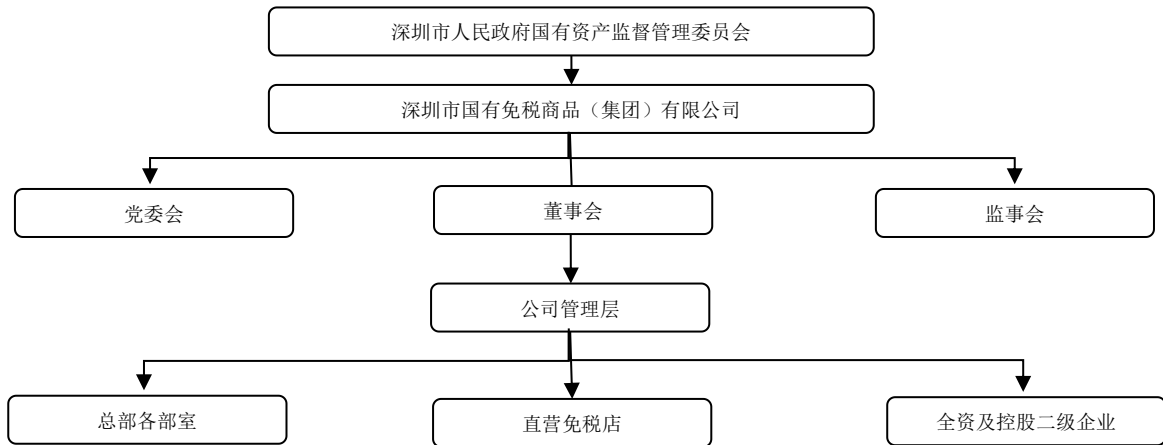 深圳市人民政府国有资产监督管理委员会
深圳市国有免税商品（集团）有限公司
党委会
董事会
监事会
公司管理层
总部各部室
直营免税店
全资及控股二级企业